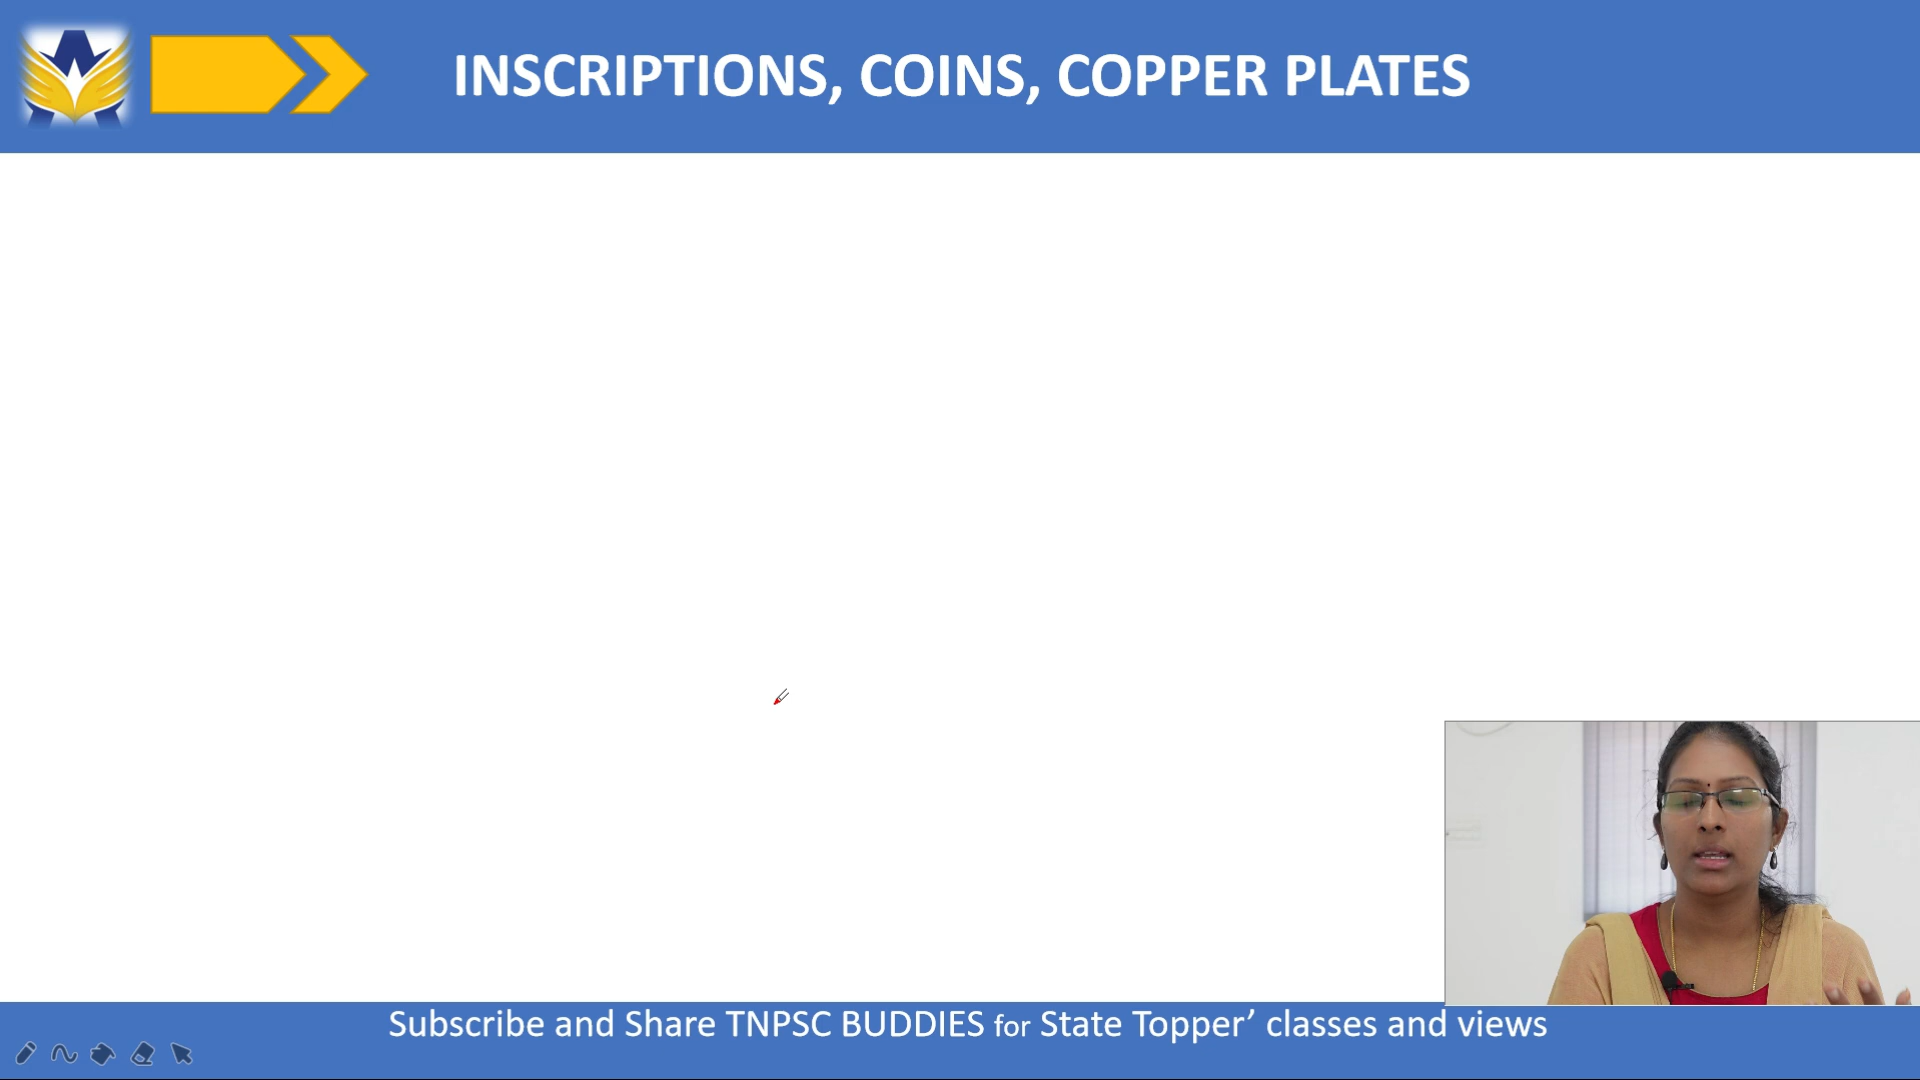 INSCRIPTIONS, COINS, COPPER PLATES
Subscribe and Share TNPSC BUDDIES for State Topper’ classes and views